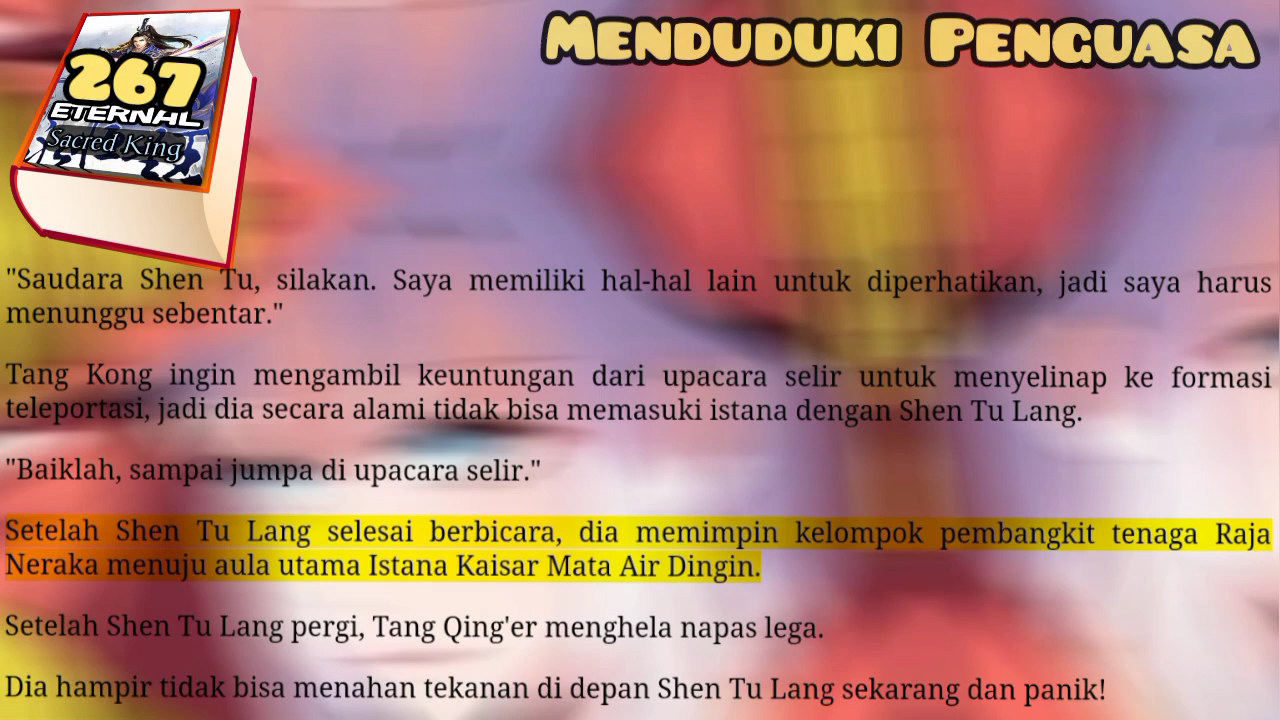 Menduduki Penguasa
267
ETERNAL
Sacred King
"Saudara Shen Tu, silakan. Saya memiliki hal-hal lain untuk diperhatikan, jadi saya harus
menunggu sebentar."
Tang Kong ingin mengambil keuntungan dari upacara selir untuk menyelinap ke formasi
teleportasi, jadi dia secara alami tidak bisa memasuki istana dengan Shen Tu Lang.
"Baiklah, sampai jumpa di upacara selir."
Setelah Shen Tu Lang selesai berbicara, dia memimpin kelompok pembangkit tenaga Raja
Neraka menuju aula utama Istana Kaisar Mata Air Dingin.
Setelah Shen Tu Lang pergi, Tang Qing'er menghela napas lega.
Dia hampir tidak bisa menahan tekanan di depan Shen Tu Lang sekarang dan panik!